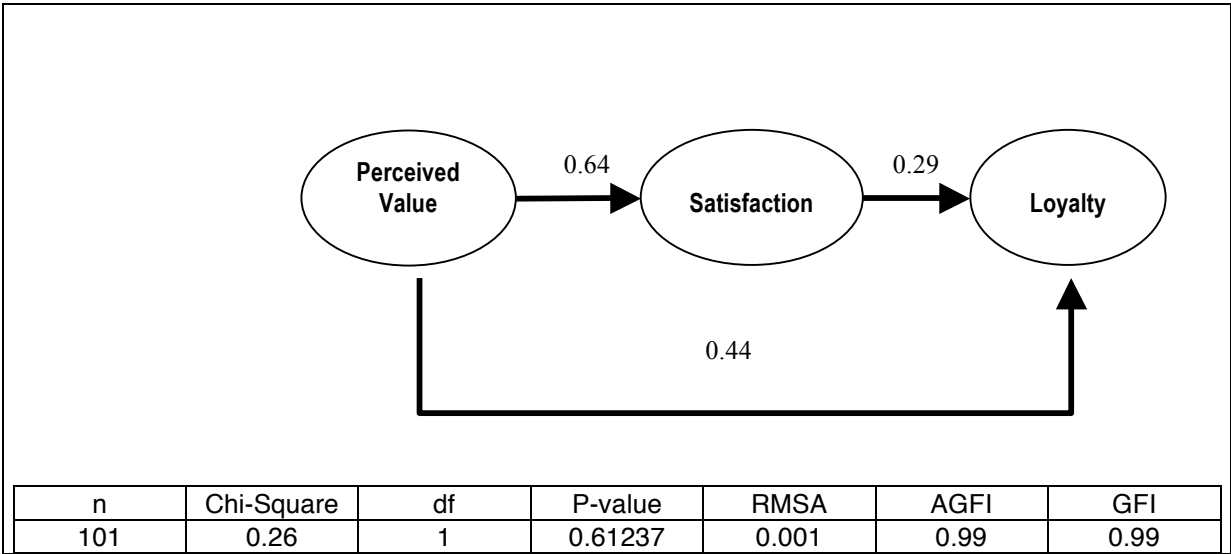 0.64
0.29
Perceived
Value
Satisfaction
Loyalty
0.44
n Chi-Square df P-value RMSA AGFI GFI
101 0.26 1 0.61237 0.001 0.99 0.99